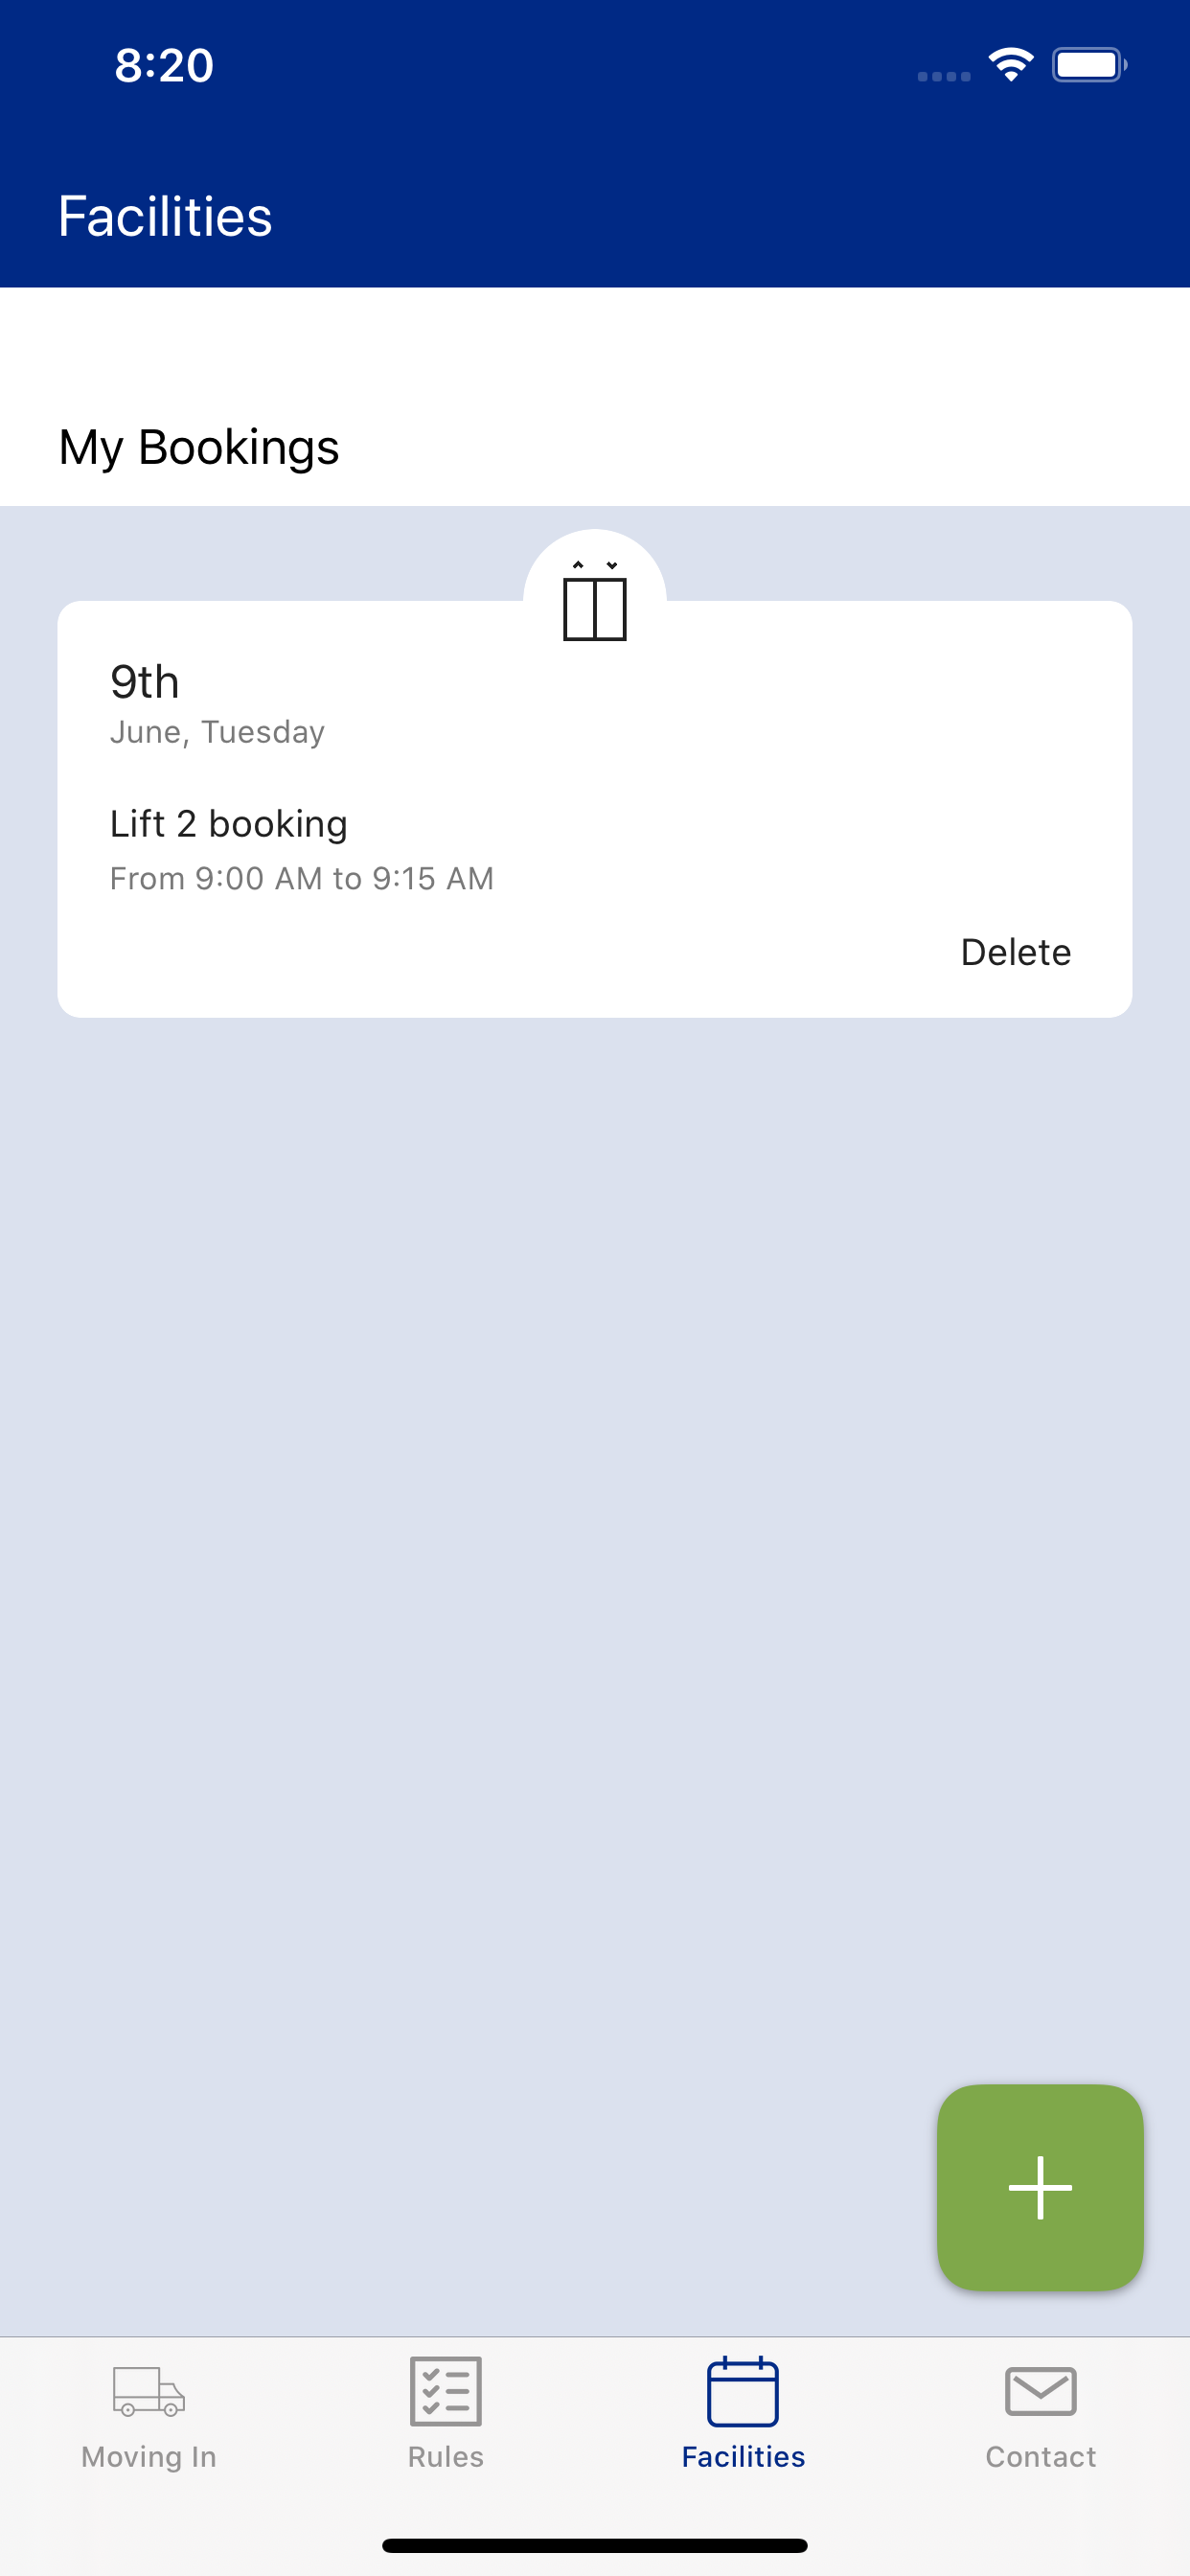 8:20
Facilities
My Bookings
9th
June, Tuesday
Lift 2 booking
From 9:00 AM to 9:15 AM
Delete
Moving In
Rules
Facilities
Contact